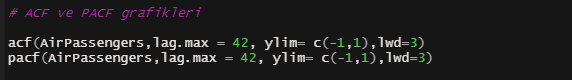 # ACF ve PACF grafikleri
acf(AirPassengers,lag.max = 42, ylim= c(-1,1),lwd=3)
pacf(AirPassengers,lag.max = 42, ylim= c(-1,1),lwd=3)